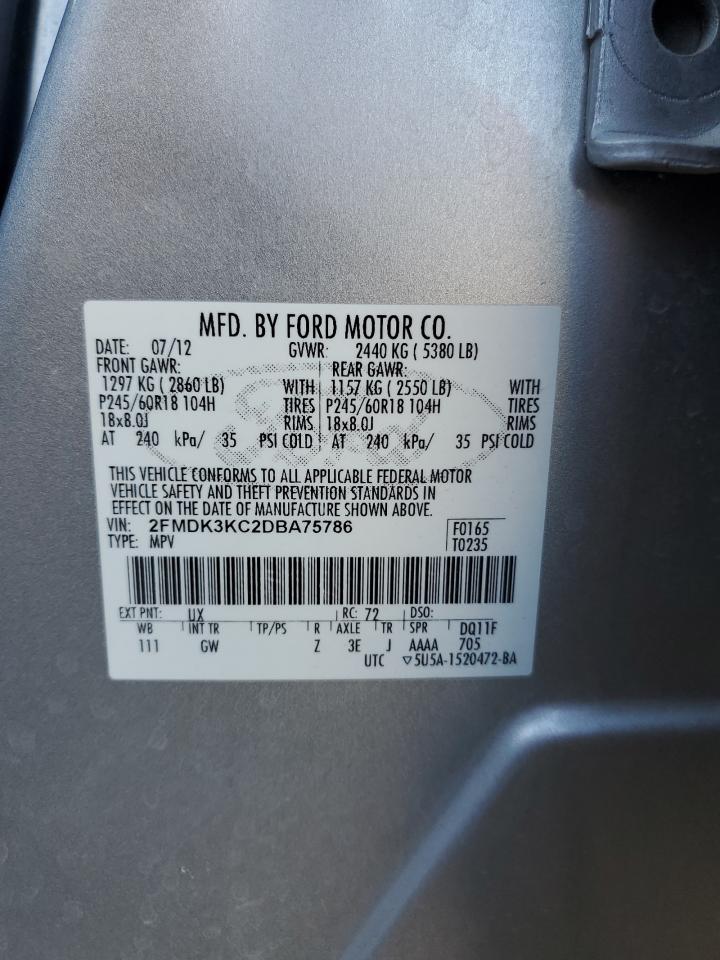 MFD. BY FORD MOTOR CO.
DATE: 07/12 GVWR: 2440 KG ( 5380 LB)
FRONT GAWR: REAR GAWR:
1297 KG ( 2860 LB) WITH 1157 KG ( 2550 LB) WITH
P245/60R18 104H TIRES P245/60R18 104H TIRES
18x8.0J RIMS 18x8.0J RIMS
AT 240 kPa/ 35 PSI COLD AT 240 kPa/ 35 PSI COLD
THIS VEHICLE CONFORMS TO ALL APPLICABLE FEDERAL MOTOR
VEHICLE SAFETY AND THEFT PREVENTION STANDARDS IN
EFFECT ON THE DATE OF MANUFACTURE SHOWN ABOVE.
VIN: 2FMDK3KC2DBA75786 F0165
TYPE: MPV T0235
EXT PNT: UX RC: 72 DSO:
WB INT TR TP/PS R AXLE TR SPR DQ11F
111 GW Z 3E J AAAA 705
UTC ▽5U5A-1520472-BA